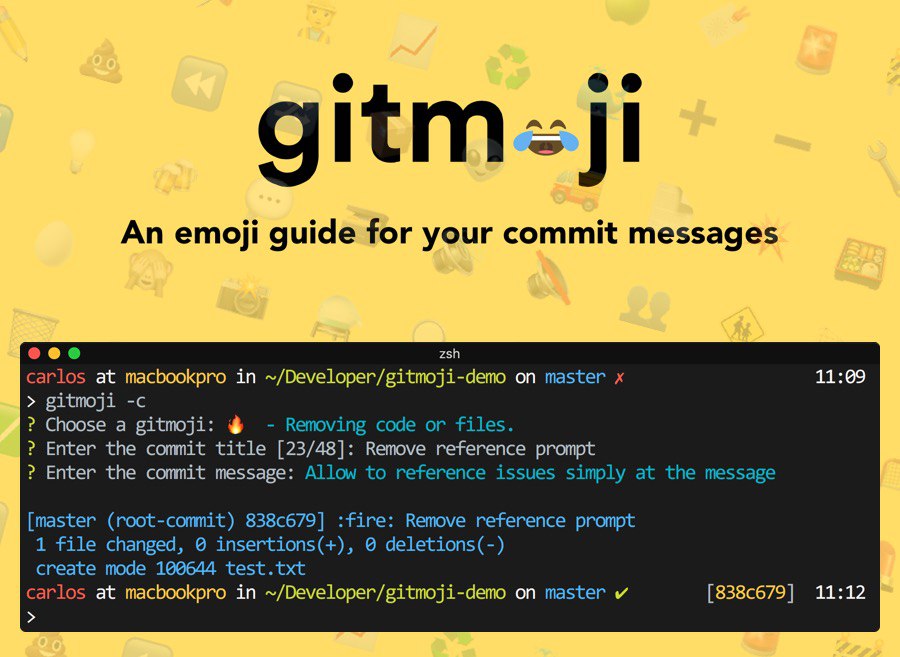 gitm😂ji
An emoji guide for your commit messages
zsh
carlos at macbookpro in ~/Developer/gitmoji-demo on master ✗ 11:09
> gitmoji -c
? Choose a gitmoji: 🔥 - Removing code or files.
? Enter the commit title [23/48]: Remove reference prompt
? Enter the commit message: Allow to reference issues simply at the message
[master (root-commit) 838c679] :fire: Remove reference prompt
1 file changed, 0 insertions(+), 0 deletions(-)
create mode 100644 test.txt
carlos at macbookpro in ~/Developer/gitmoji-demo on master ✔ [838c679] 11:12
>